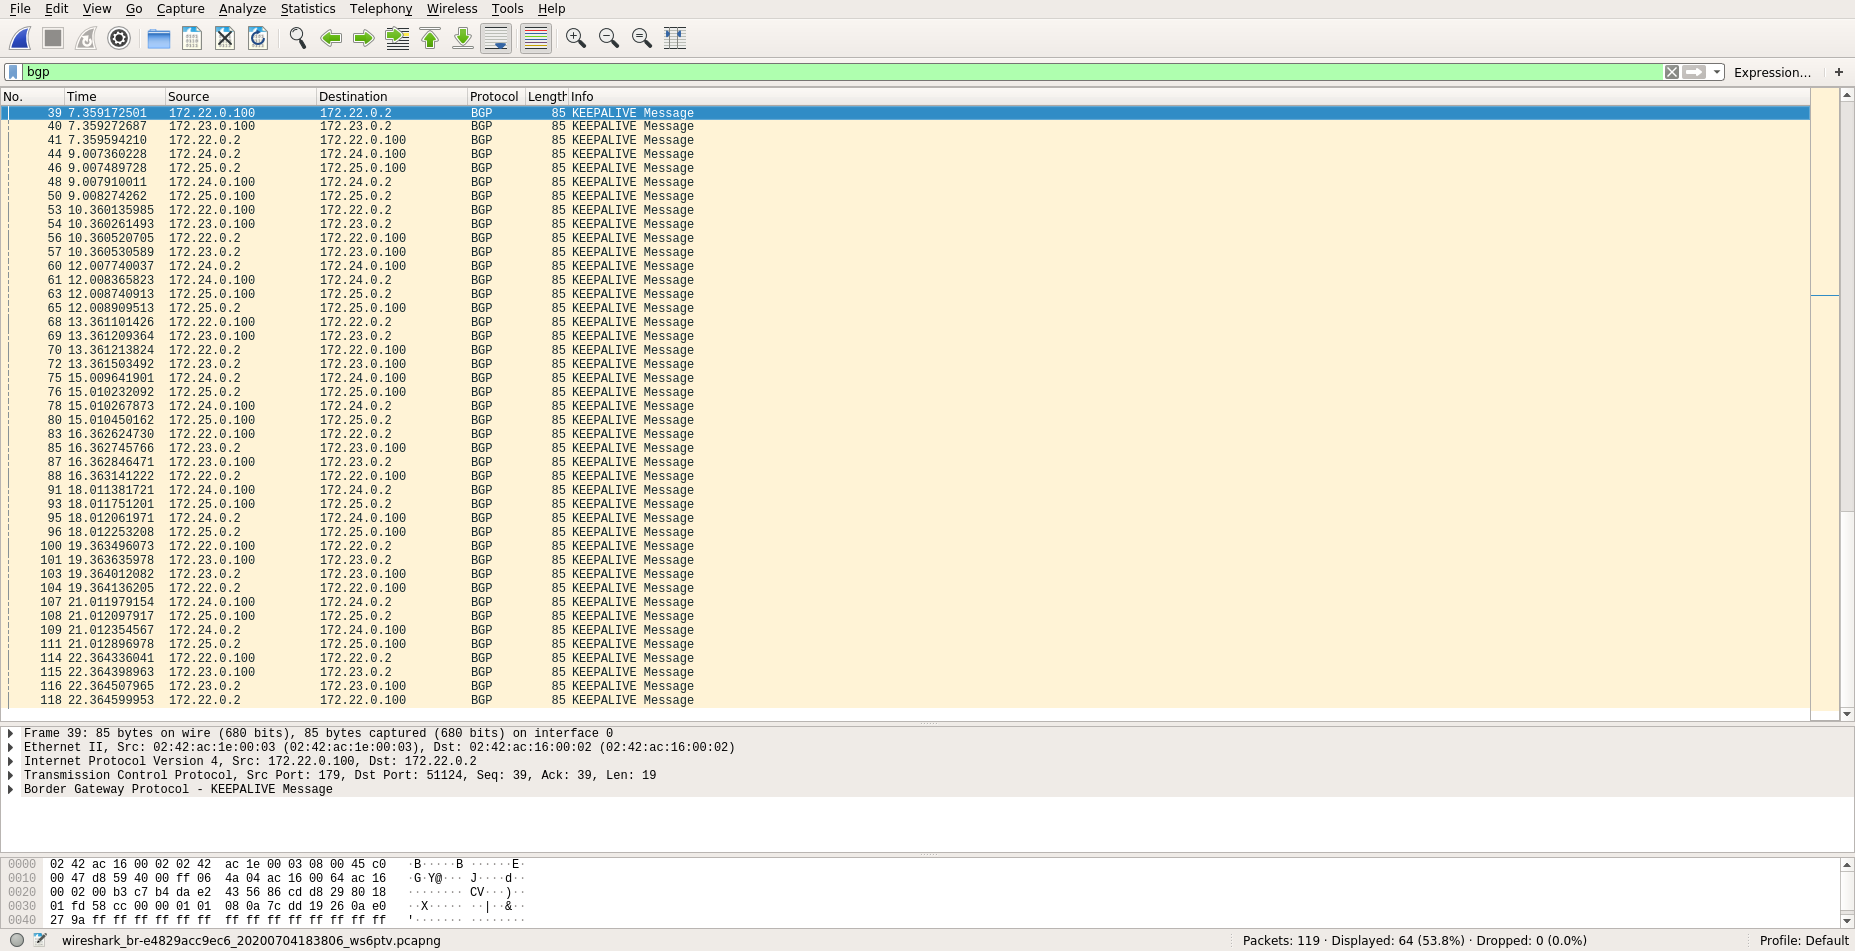 File Edit View Go Capture Analyze Statistics Telephony Wireless Tools Help
bgp Expression… +
No. Time Source Destination Protocol Length Info
39 7.359172501 172.22.0.100 172.22.0.2 BGP 85 KEEPALIVE Message
40 7.359272687 172.23.0.100 172.23.0.2 BGP 85 KEEPALIVE Message
41 7.359594210 172.22.0.2 172.22.0.100 BGP 85 KEEPALIVE Message
44 9.007360228 172.24.0.2 172.24.0.100 BGP 85 KEEPALIVE Message
46 9.007489728 172.25.0.2 172.25.0.100 BGP 85 KEEPALIVE Message
48 9.007910011 172.24.0.100 172.24.0.2 BGP 85 KEEPALIVE Message
50 9.008274262 172.25.0.100 172.25.0.2 BGP 85 KEEPALIVE Message
53 10.360135985 172.22.0.100 172.22.0.2 BGP 85 KEEPALIVE Message
54 10.360261493 172.23.0.100 172.23.0.2 BGP 85 KEEPALIVE Message
56 10.360520705 172.22.0.2 172.22.0.100 BGP 85 KEEPALIVE Message
57 10.360530589 172.23.0.2 172.23.0.100 BGP 85 KEEPALIVE Message
60 12.007740037 172.24.0.2 172.24.0.100 BGP 85 KEEPALIVE Message
61 12.008365823 172.24.0.100 172.24.0.2 BGP 85 KEEPALIVE Message
63 12.008740913 172.25.0.100 172.25.0.2 BGP 85 KEEPALIVE Message
65 12.008909513 172.25.0.2 172.25.0.100 BGP 85 KEEPALIVE Message
68 13.361101426 172.22.0.100 172.22.0.2 BGP 85 KEEPALIVE Message
69 13.361209364 172.23.0.100 172.23.0.2 BGP 85 KEEPALIVE Message
70 13.361213824 172.22.0.2 172.22.0.100 BGP 85 KEEPALIVE Message
72 13.361503492 172.23.0.2 172.23.0.100 BGP 85 KEEPALIVE Message
75 15.009641901 172.24.0.2 172.24.0.100 BGP 85 KEEPALIVE Message
76 15.010232092 172.25.0.2 172.25.0.100 BGP 85 KEEPALIVE Message
78 15.010267873 172.24.0.100 172.24.0.2 BGP 85 KEEPALIVE Message
80 15.010450162 172.25.0.100 172.25.0.2 BGP 85 KEEPALIVE Message
83 16.362624730 172.22.0.100 172.22.0.2 BGP 85 KEEPALIVE Message
85 16.362745766 172.23.0.2 172.23.0.100 BGP 85 KEEPALIVE Message
87 16.362846471 172.23.0.100 172.23.0.2 BGP 85 KEEPALIVE Message
88 16.363141222 172.22.0.2 172.22.0.100 BGP 85 KEEPALIVE Message
91 18.011381721 172.24.0.100 172.24.0.2 BGP 85 KEEPALIVE Message
93 18.011751201 172.25.0.100 172.25.0.2 BGP 85 KEEPALIVE Message
95 18.012061971 172.24.0.2 172.24.0.100 BGP 85 KEEPALIVE Message
96 18.012253208 172.25.0.2 172.25.0.100 BGP 85 KEEPALIVE Message
100 19.363496073 172.22.0.100 172.22.0.2 BGP 85 KEEPALIVE Message
101 19.363635978 172.23.0.100 172.23.0.2 BGP 85 KEEPALIVE Message
103 19.364012082 172.23.0.2 172.23.0.100 BGP 85 KEEPALIVE Message
104 19.364136205 172.22.0.2 172.22.0.100 BGP 85 KEEPALIVE Message
107 21.011979154 172.24.0.100 172.24.0.2 BGP 85 KEEPALIVE Message
108 21.012097917 172.25.0.100 172.25.0.2 BGP 85 KEEPALIVE Message
109 21.012354567 172.24.0.2 172.24.0.100 BGP 85 KEEPALIVE Message
111 21.012896978 172.25.0.2 172.25.0.100 BGP 85 KEEPALIVE Message
114 22.364336041 172.22.0.100 172.22.0.2 BGP 85 KEEPALIVE Message
115 22.364398963 172.23.0.100 172.23.0.2 BGP 85 KEEPALIVE Message
116 22.364507965 172.23.0.2 172.23.0.100 BGP 85 KEEPALIVE Message
118 22.364599953 172.22.0.2 172.22.0.100 BGP 85 KEEPALIVE Message
Frame 39: 85 bytes on wire (680 bits), 85 bytes captured (680 bits) on interface 0
Ethernet II, Src: 02:42:ac:1e:00:03 (02:42:ac:1e:00:03), Dst: 02:42:ac:16:00:02 (02:42:ac:16:00:02)
Internet Protocol Version 4, Src: 172.22.0.100, Dst: 172.22.0.2
Transmission Control Protocol, Src Port: 179, Dst Port: 51124, Seq: 39, Ack: 39, Len: 19
Border Gateway Protocol - KEEPALIVE Message
0000 02 42 ac 16 00 02 02 42 ac 1e 00 03 08 00 45 c0 ·B·····B ······E·
0010 00 47 d8 59 40 00 ff 06 4a 04 ac 16 00 64 ac 16 ·G·Y@··· J····d··
0020 00 02 00 b3 c7 b4 da e2 43 56 86 cd d8 29 80 18 ········ CV···)··
0030 01 fd 58 cc 00 00 01 01 08 0a 7c dd 19 26 0a e0 ··X····· ··|··&··
0040 27 9a ff ff ff ff ff ff ff ff ff ff ff ff ff ff '······· ········
wireshark_br-e4829acc9ec6_20200704183806_ws6ptv.pcapng Packets: 119 · Displayed: 64 (53.8%) · Dropped: 0 (0.0%) Profile: Default